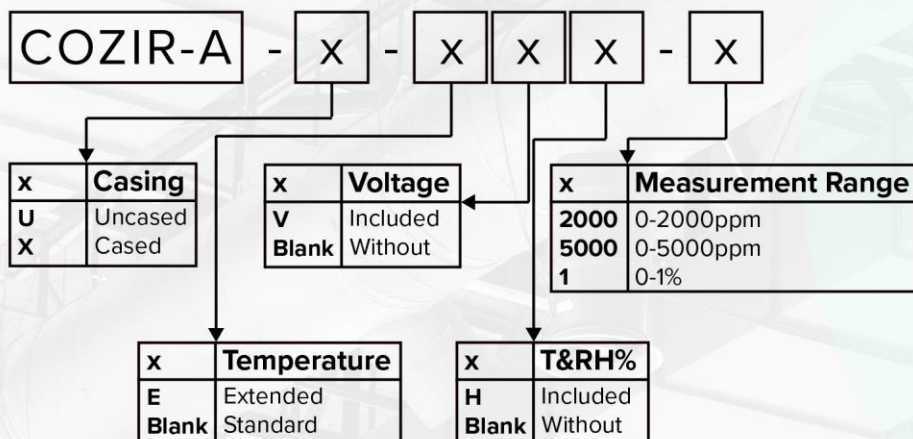 COZIR-A - x - x x x - x
x Casing
U Uncased
X Cased
x Voltage
V Included
Blank Without
x Measurement Range
2000 0-2000ppm
5000 0-5000ppm
1 0-1%
x Temperature
E Extended
Blank Standard
x T&RH%
H Included
Blank Without